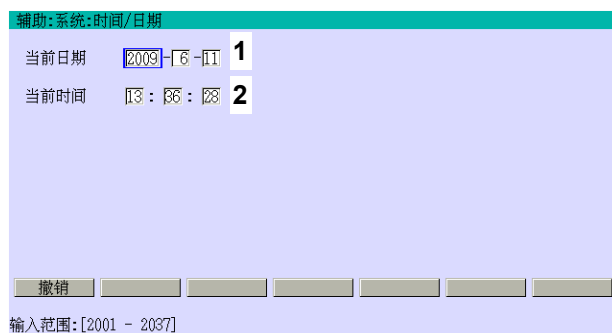 辅助:系统:时间/日期
当前日期 2009-6-11 1
当前时间 13:36:28 2
撤销
输入范围:[2001 - 2037]